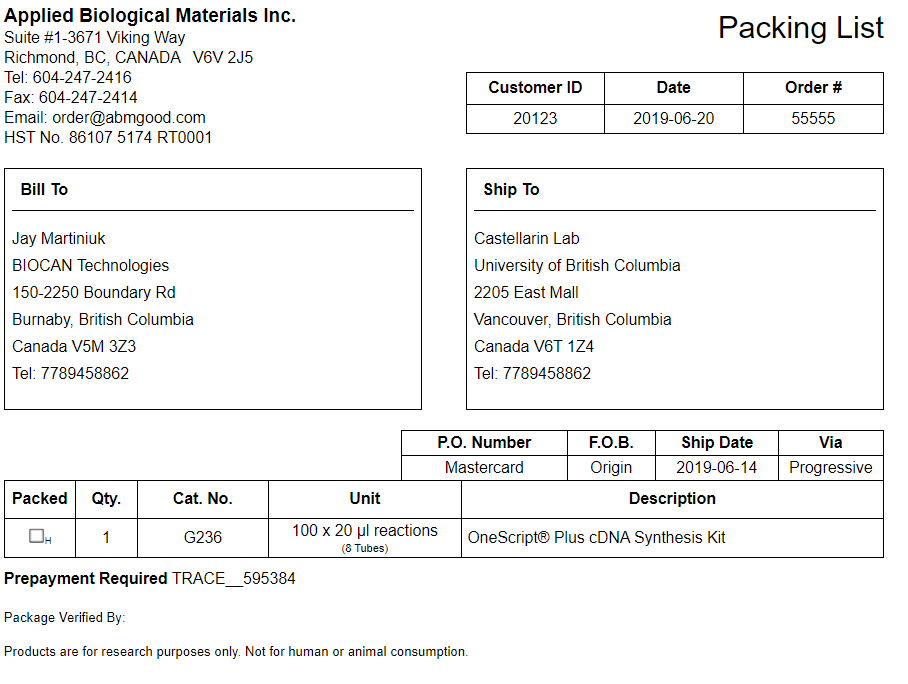 Applied Biological Materials Inc.
Suite #1-3671 Viking Way
Richmond, BC, CANADA V6V 2J5
Tel: 604-247-2416
Fax: 604-247-2414
Email: order@abmgood.com
HST No. 86107 5174 RT0001
Packing List
Customer ID Date Order #
20123 2019-06-20 55555
Bill To
Jay Martiniuk
BIOCAN Technologies
150-2250 Boundary Rd
Burnaby, British Columbia
Canada V5M 3Z3
Tel: 7789458862
Ship To
Castellarin Lab
University of British Columbia
2205 East Mall
Vancouver, British Columbia
Canada V6T 1Z4
Tel: 7789458862
P.O. Number F.O.B. Ship Date Via
Mastercard Origin 2019-06-14 Progressive
Packed Qty. Cat. No. Unit Description
H 1 G236 100 x 20 µl reactions OneScript® Plus cDNA Synthesis Kit
(8 Tubes)
Prepayment Required TRACE__595384
Package Verified By:
Products are for research purposes only. Not for human or animal consumption.